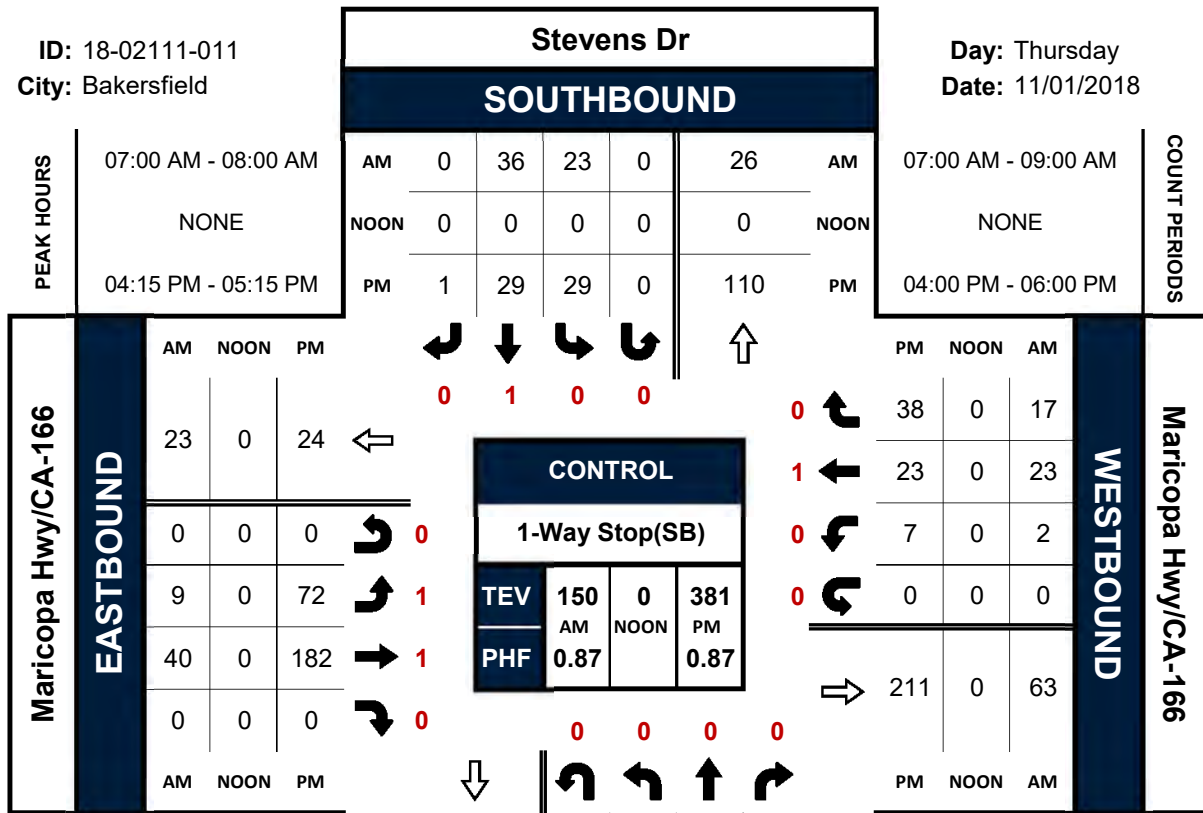 Stevens Dr
ID: 18-02111-011
Day: Thursday
City: Bakersfield
Date: 11/01/2018
SOUTHBOUND
PEAK HOURS
07:00 AM - 08:00 AM
NONE
04:15 PM - 05:15 PM
AM 0 36 23 0 26 AM
NOON 0 0 0 0 0 NOON
PM 1 29 29 0 110 PM
07:00 AM - 09:00 AM
NONE
04:00 PM - 06:00 PM
COUNT PERIODS
0 1 0 0
Maricopa Hwy/CA-166
EASTBOUND
AM NOON PM
23 0 24
0 0 0 0
9 0 72 1
40 0 182 1
0 0 0 0
AM NOON PM
CONTROL
1-Way Stop(SB)
TEV 150 0 381
AM NOON PM
PHF 0.87 0.87
0 0 0 0
PM NOON AM
0 38 0 17
1 23 0 23
0 7 0 2
0 0 0 0
211 0 63
PM NOON AM
WESTBOUND
Maricopa Hwy/CA-166